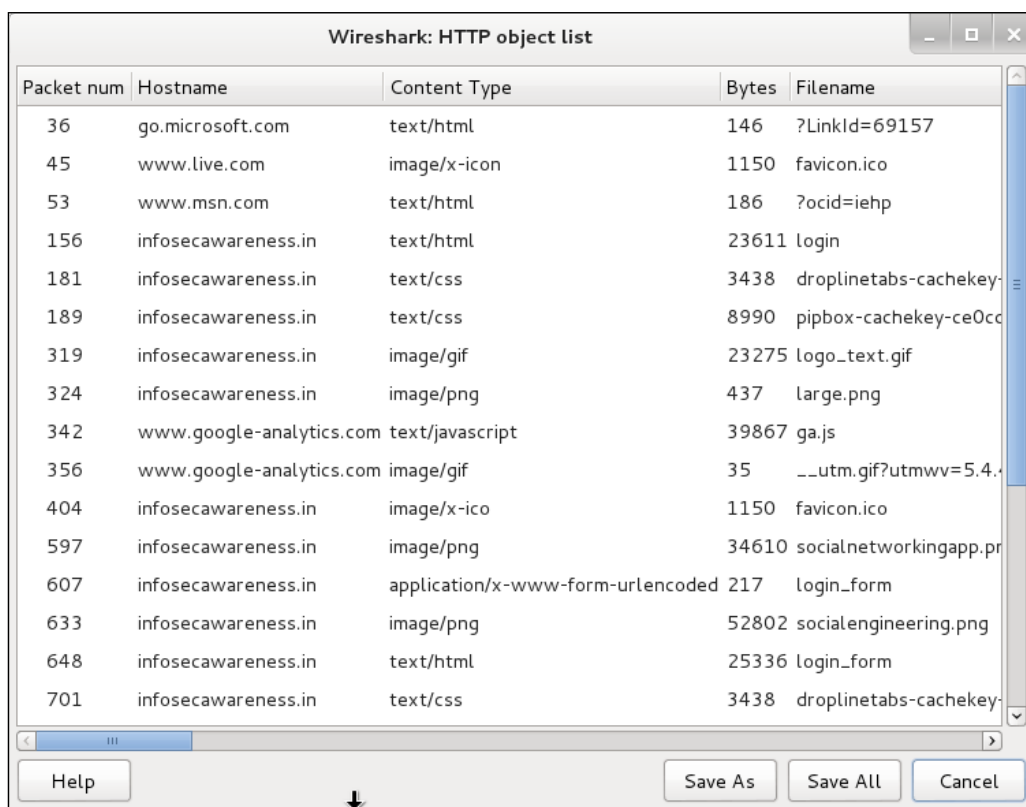 Wireshark: HTTP object list
Packet num Hostname Content Type Bytes Filename
36 go.microsoft.com text/html 146 ?LinkId=69157
45 www.live.com image/x-icon 1150 favicon.ico
53 www.msn.com text/html 186 ?ocid=iehp
156 infosecawareness.in text/html 23611 login
181 infosecawareness.in text/css 3438 droplinetabs-cachekey-
189 infosecawareness.in text/css 8990 pipbox-cachekey-ce0cc
319 infosecawareness.in image/gif 23275 logo_text.gif
324 infosecawareness.in image/png 437 large.png
342 www.google-analytics.com text/javascript 39867 ga.js
356 www.google-analytics.com image/gif 35 __utm.gif?utmwv=5.4.4
404 infosecawareness.in image/x-ico 1150 favicon.ico
597 infosecawareness.in image/png 34610 socialnetworkingapp.pr
607 infosecawareness.in application/x-www-form-urlencoded 217 login_form
633 infosecawareness.in image/png 52802 socialengineering.png
648 infosecawareness.in text/html 25336 login_form
701 infosecawareness.in text/css 3438 droplinetabs-cachekey-
Help Save As Save All Cancel